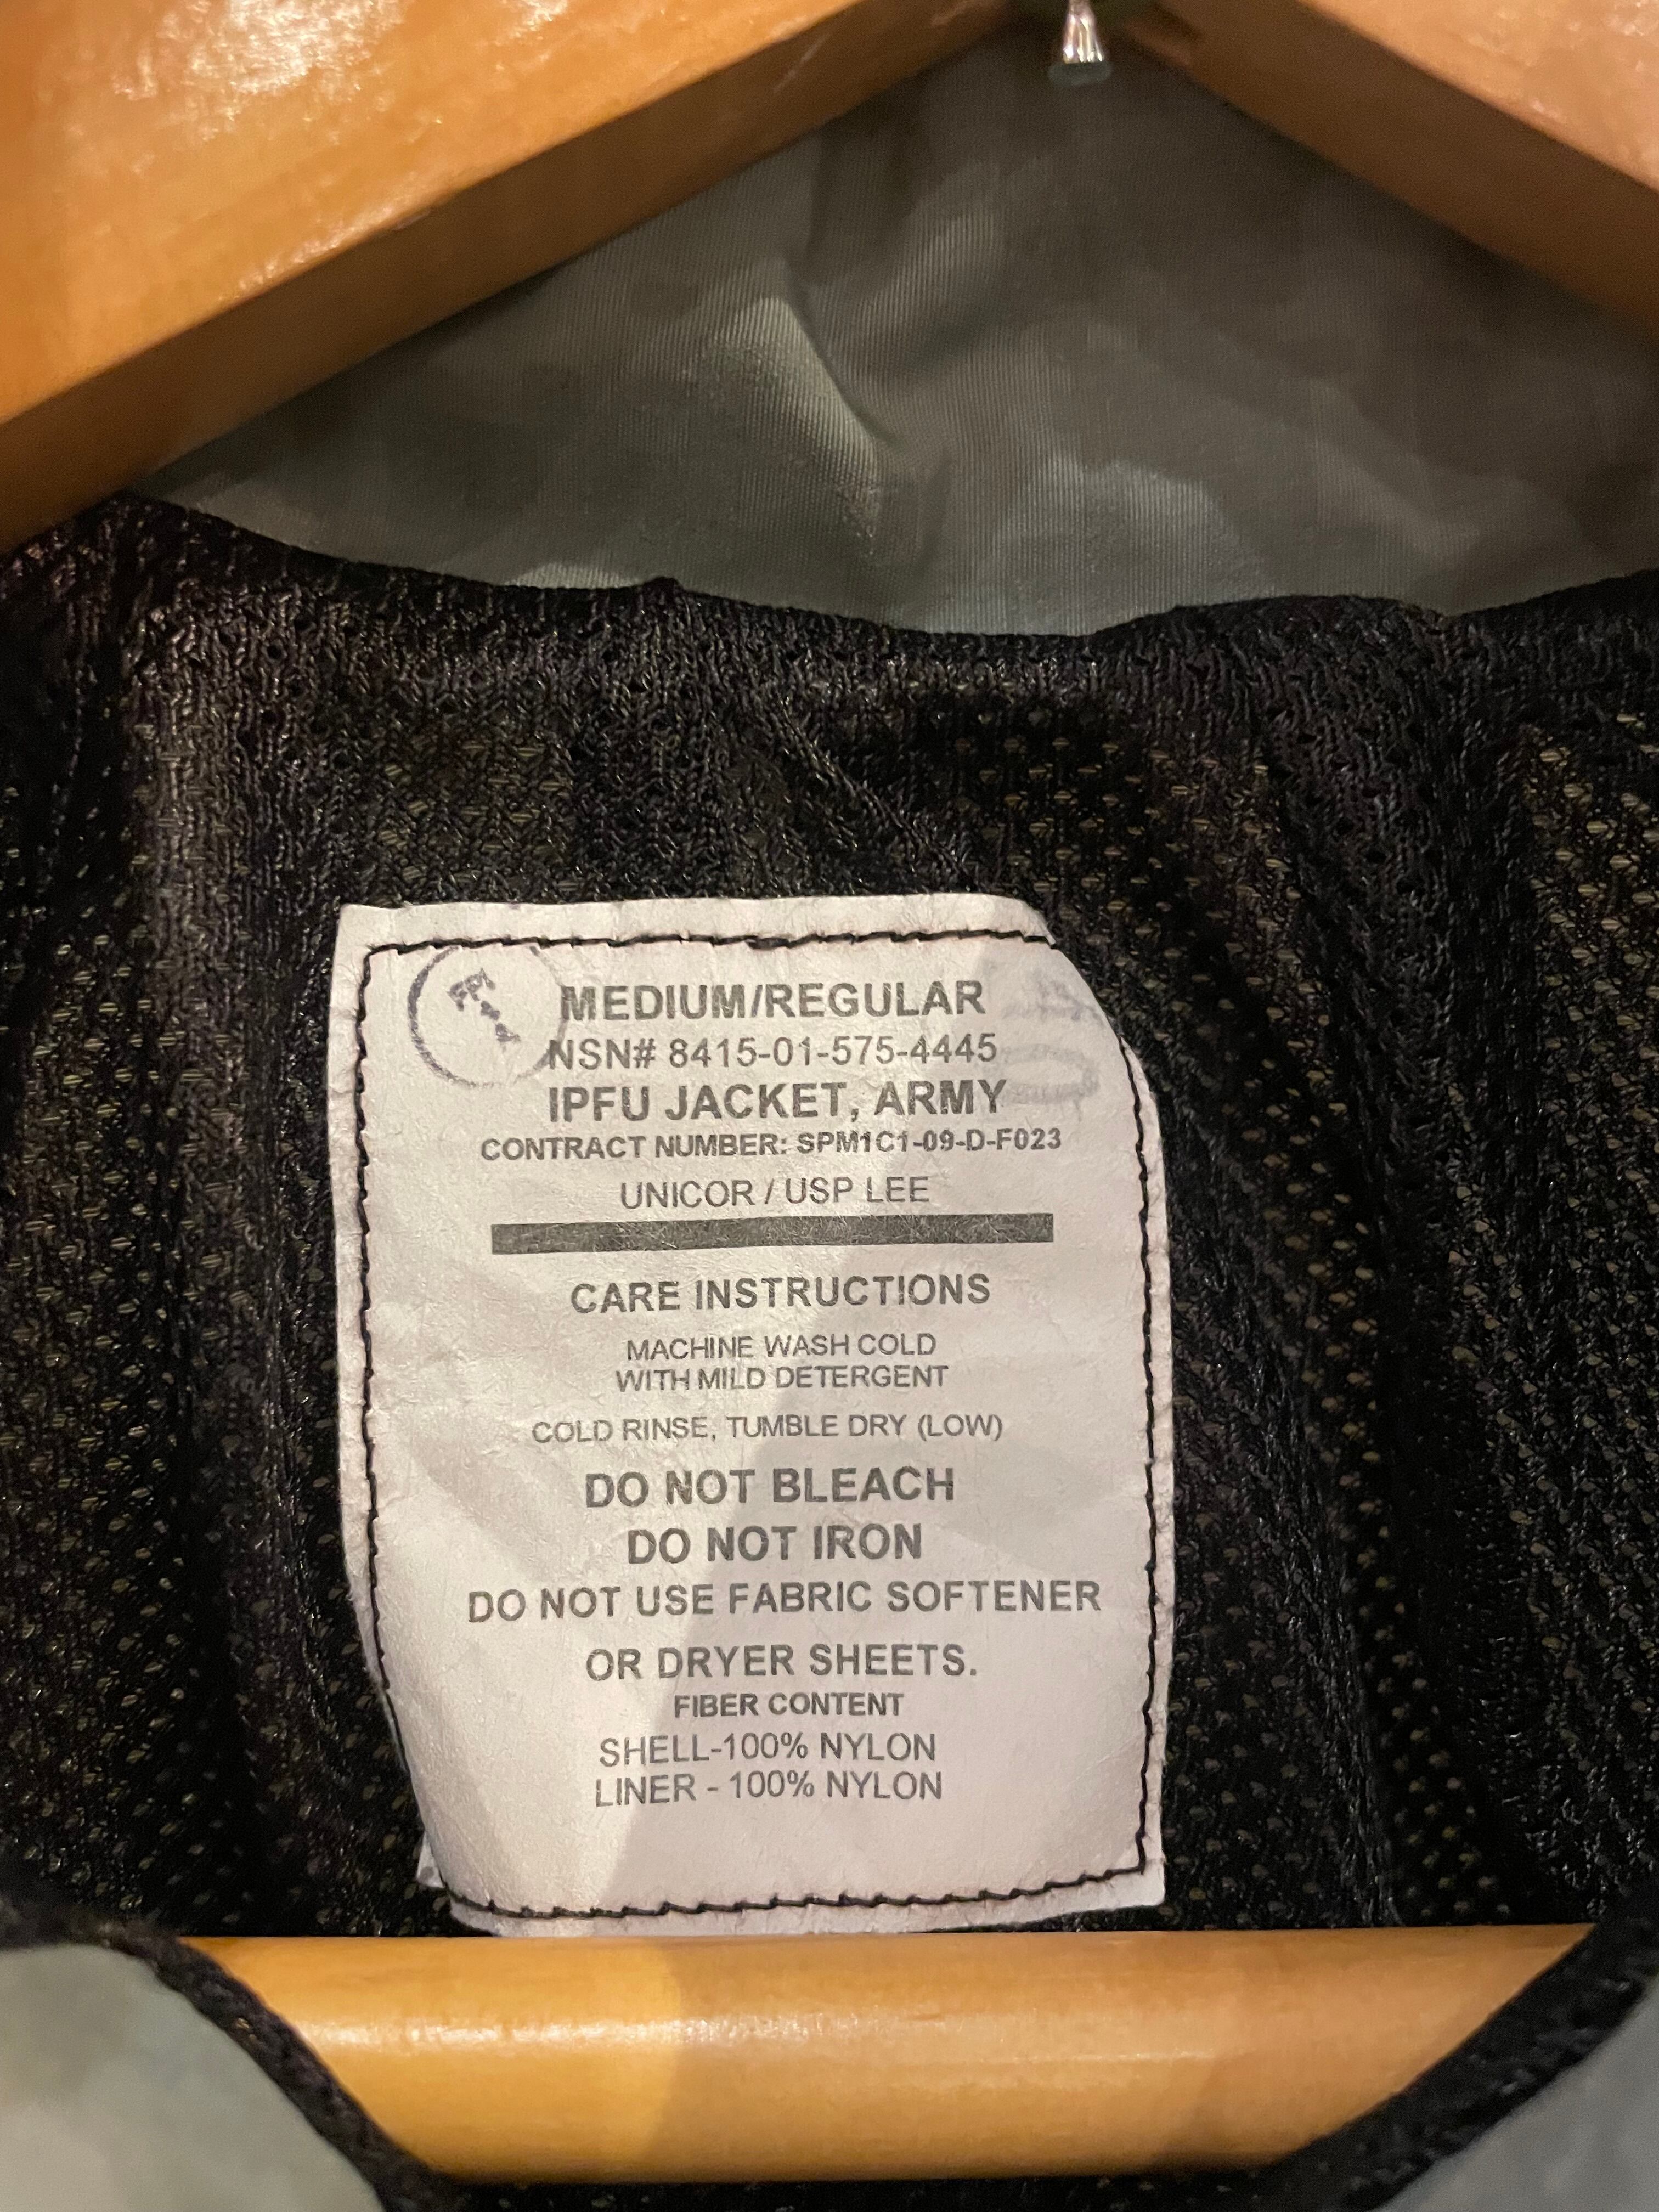 FPI
MEDIUM/REGULAR
NSN# 8415-01-575-4445
IPFU JACKET, ARMY
CONTRACT NUMBER: SPM1C1-09-D-F023
UNICOR / USP LEE
CARE INSTRUCTIONS
MACHINE WASH COLD
WITH MILD DETERGENT
COLD RINSE, TUMBLE DRY (LOW)
DO NOT BLEACH
DO NOT IRON
DO NOT USE FABRIC SOFTENER
OR DRYER SHEETS.
FIBER CONTENT
SHELL-100% NYLON
LINER - 100% NYLON